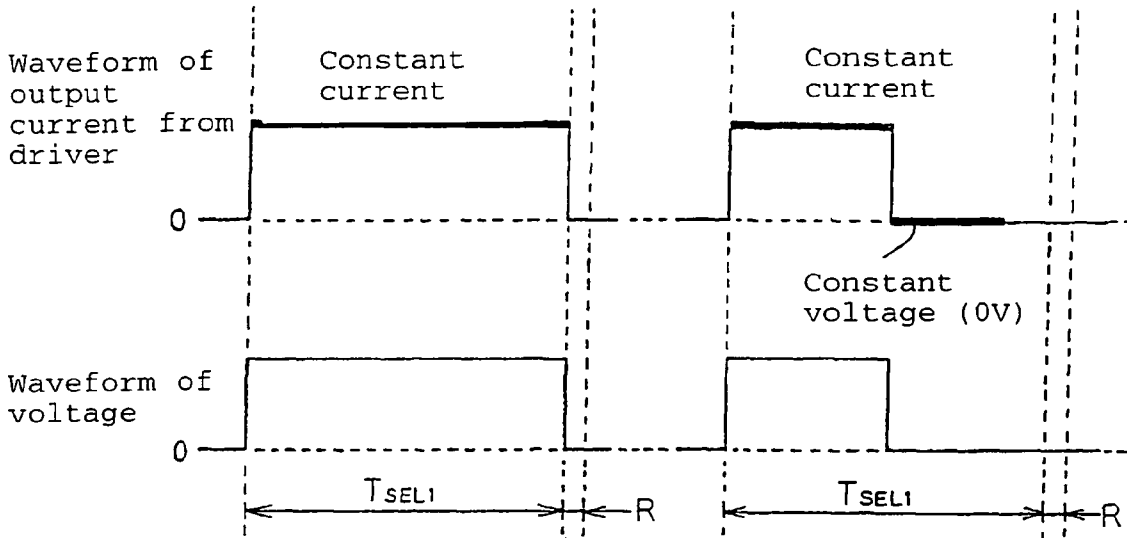 Waveform of
output
current from
driver
Constant
current
Constant
current
0
Constant
voltage (0V)
Waveform of
voltage
0
TSEL1
R
TSEL1
R